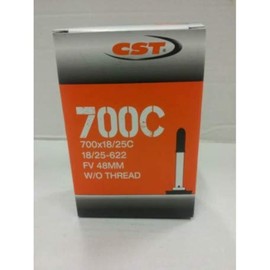 CST
700C
700x18/25C
18/25-622
FV 48MM
W/O THREAD